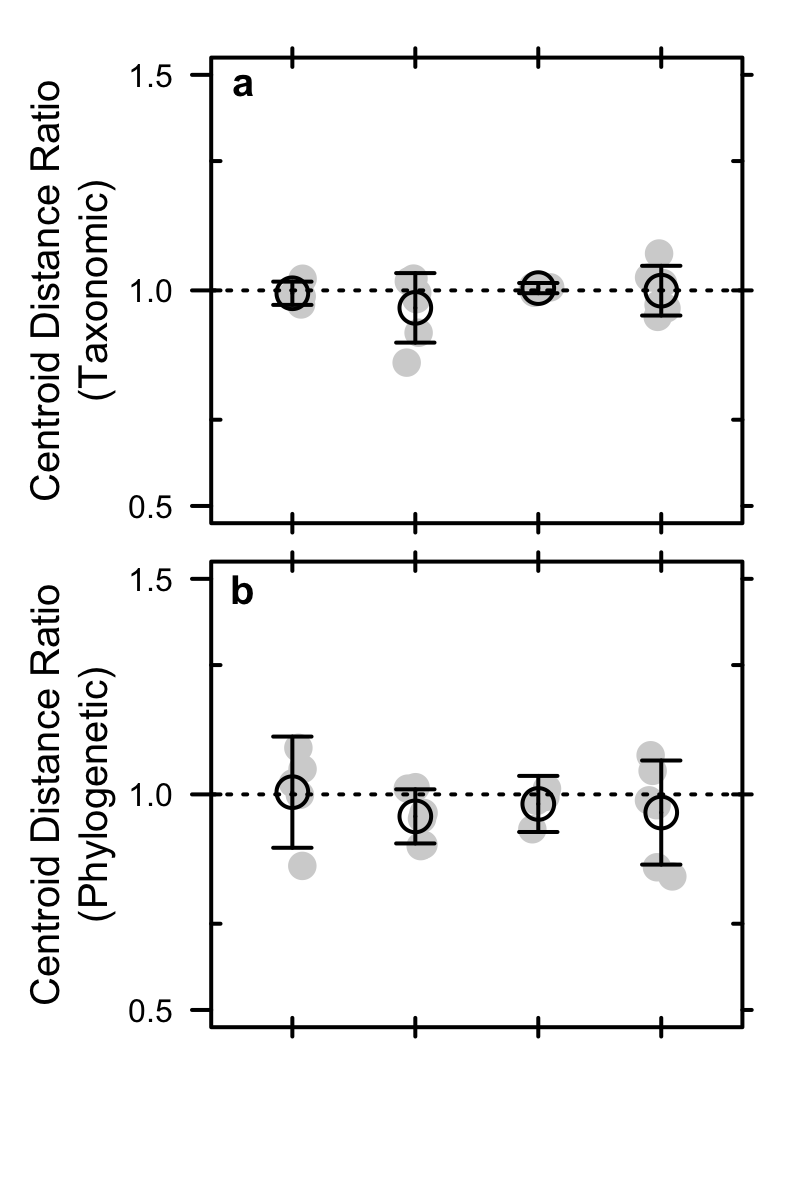 Centroid Distance Ratio
(Taxonomic)
a
1.5
1.0
0.5
Centroid Distance Ratio
(Phylogenetic)
b
1.5
1.0
0.5